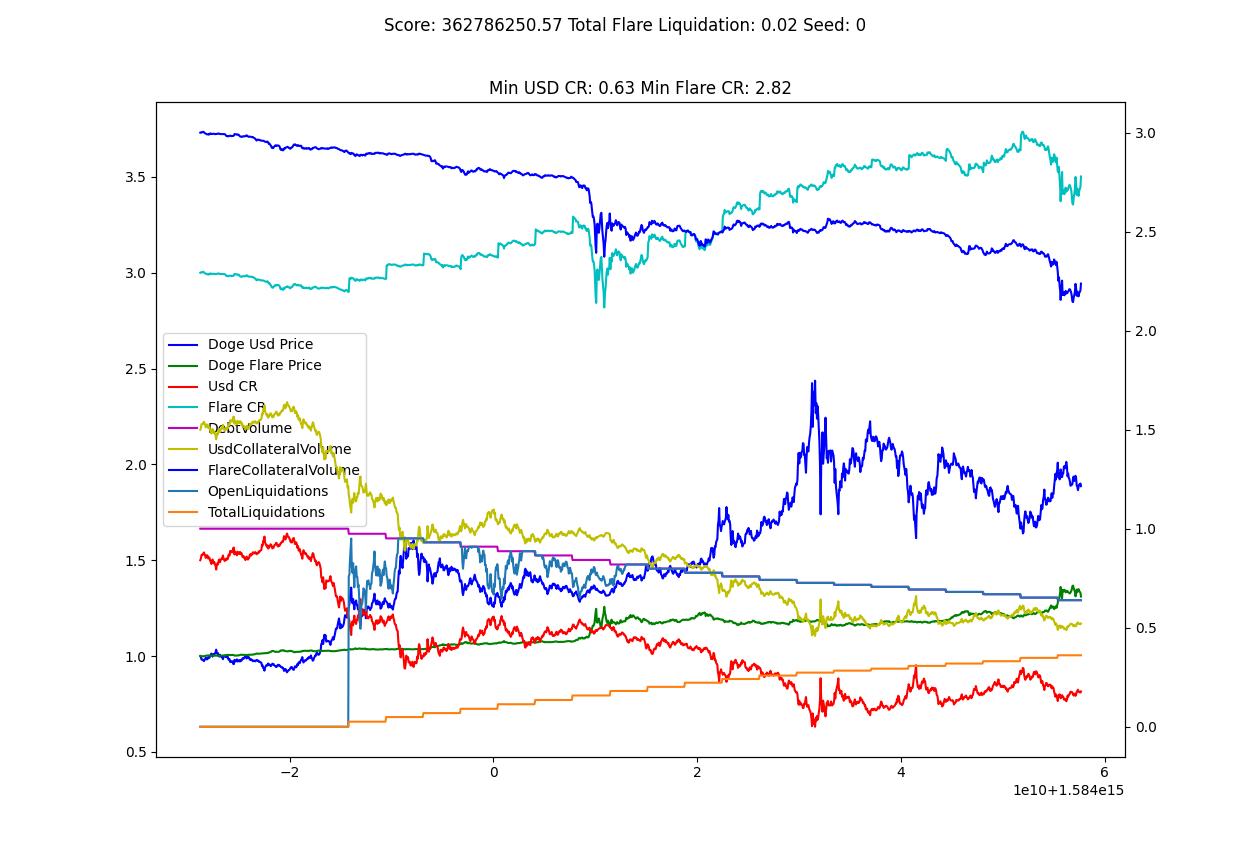 Score: 362786250.57 Total Flare Liquidation: 0.02 Seed: 0
Min USD CR: 0.63 Min Flare CR: 2.82
3.5
3.0
2.5
2.0
1.5
1.0
0.5
3.0
2.5
2.0
1.5
1.0
0.5
0.0
Doge Usd Price
Doge Flare Price
Usd CR
Flare CR
DebtVolume
UsdCollateralVolume
FlareCollateralVolume
OpenLiquidations
TotalLiquidations
−2 0 2 4 6
1e10+1.584e15